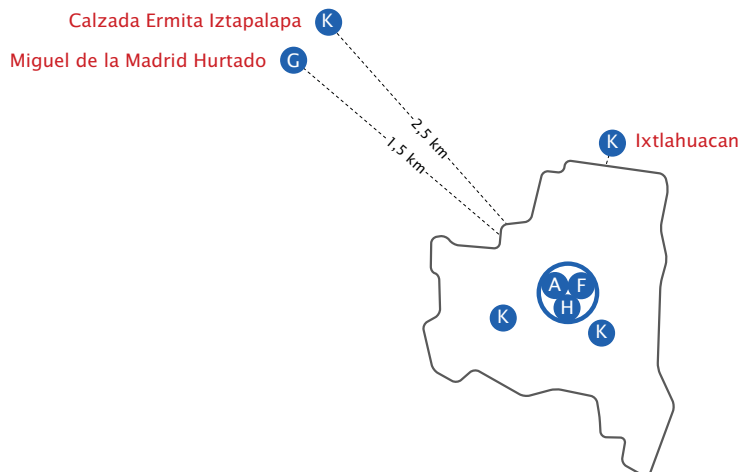 Calzada Ermita Iztapalapa K
Miguel de la Madrid Hurtado G
2,5 km
1,5 km
K Ixtlahuacan
A F
H
K
K